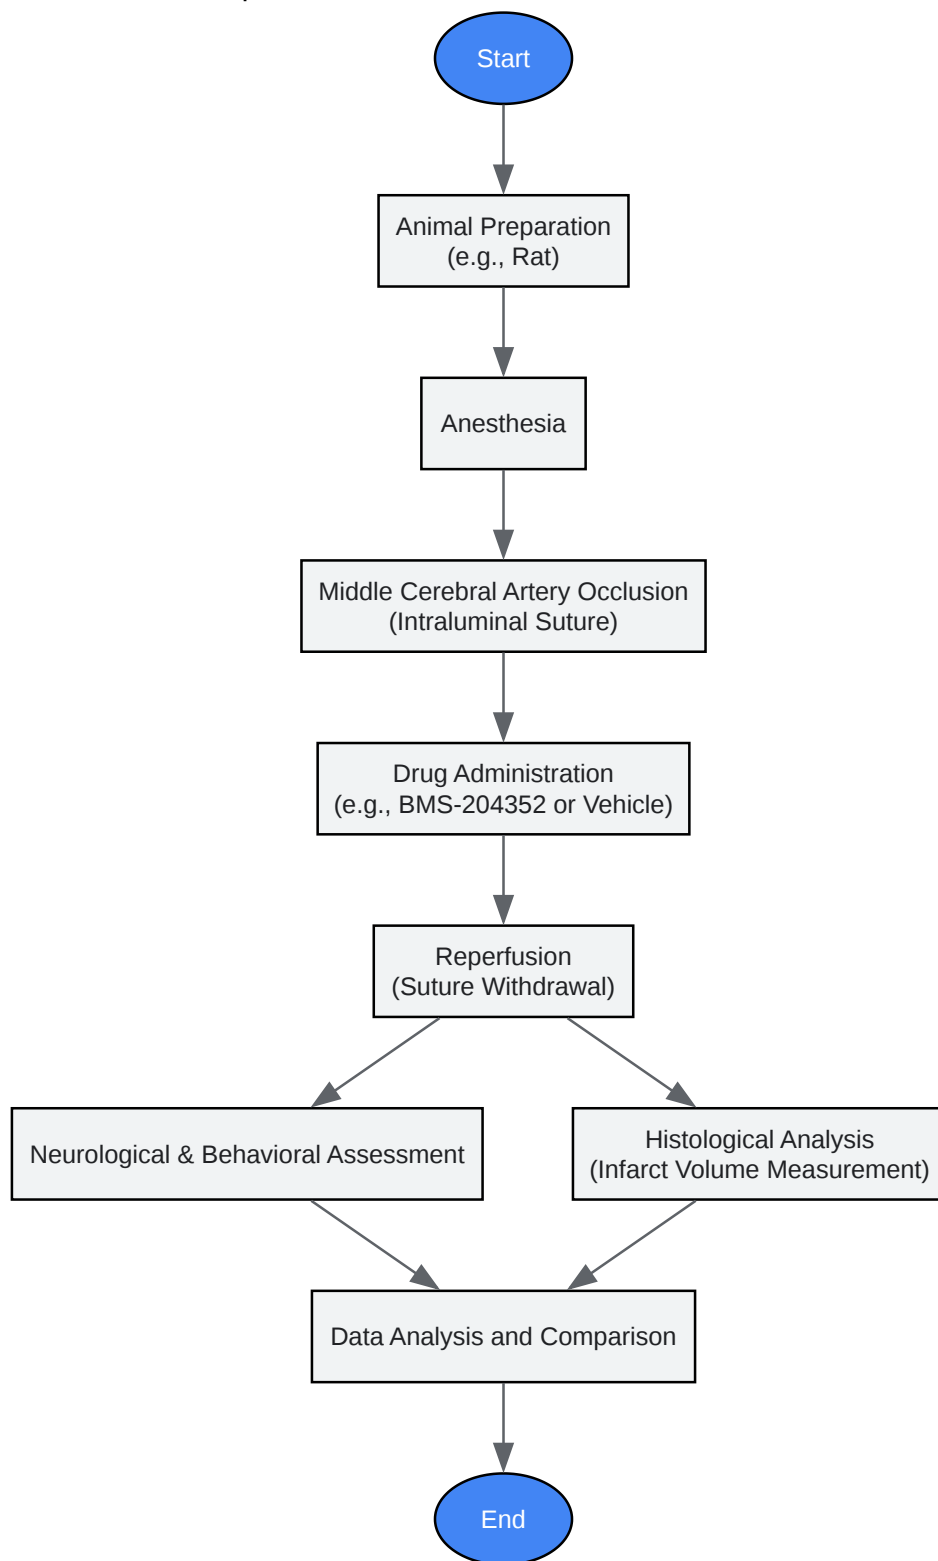 Start
Animal Preparation
(e.g., Rat)
Anesthesia
Middle Cerebral Artery Occlusion
(Intraluminal Suture)
Drug Administration
(e.g., BMS-204352 or Vehicle)
Reperfusion
(Suture Withdrawal)
Neurological & Behavioral Assessment
Histological Analysis
(Infarct Volume Measurement)
Data Analysis and Comparison
End